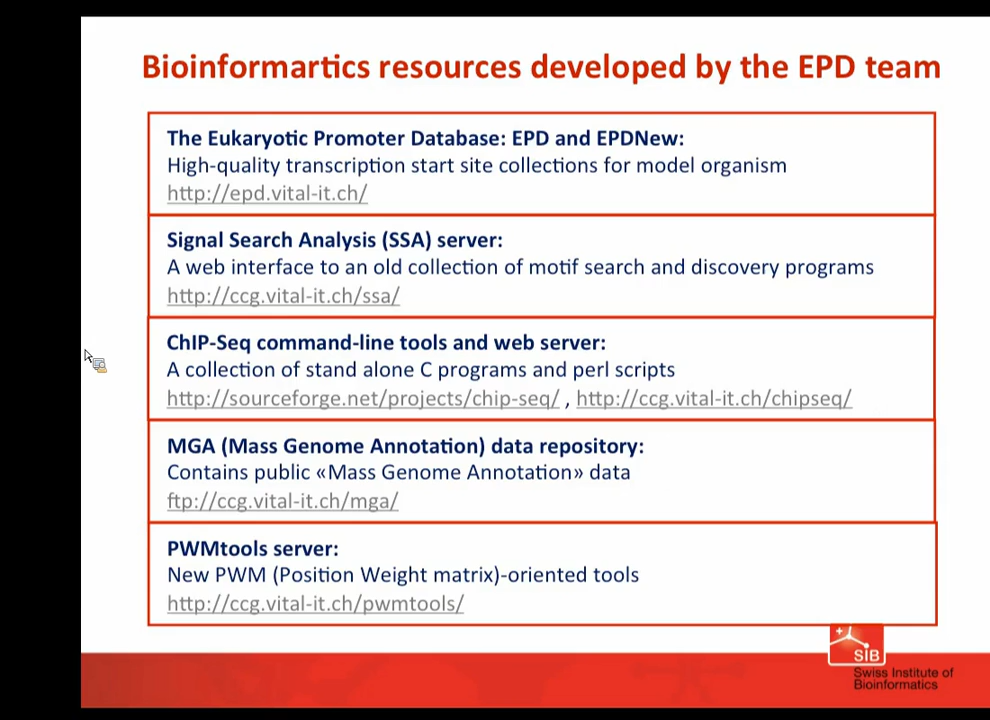 Bioinformartics resources developed by the EPD team
The Eukaryotic Promoter Database: EPD and EPDNew:
High-quality transcription start site collections for model organism
http://epd.vital-it.ch/
Signal Search Analysis (SSA) server:
A web interface to an old collection of motif search and discovery programs
http://ccg.vital-it.ch/ssa/
ChIP-Seq command-line tools and web server:
A collection of stand alone C programs and perl scripts
http://sourceforge.net/projects/chip-seq/ , http://ccg.vital-it.ch/chipseq/
MGA (Mass Genome Annotation) data repository:
Contains public «Mass Genome Annotation» data
ftp://ccg.vital-it.ch/mga/
PWMtools server:
New PWM (Position Weight matrix)-oriented tools
http://ccg.vital-it.ch/pwmtools/
SIB
Swiss Institute of
Bioinformatics